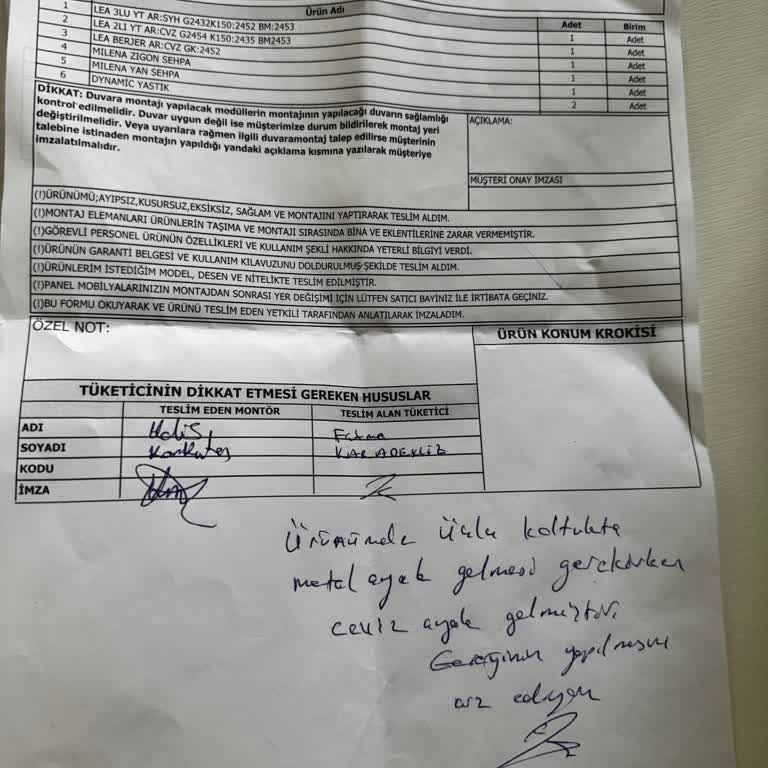 Ürün Adı
Adet Birim
1 LEA 3LU YT AR:SYH G2432K150:2452 BM:2453 1 Adet
2 LEA 2Lİ YT AR:CVZ G2454 K150:2435 BM2453 1 Adet
3 LEA BERJER AR:CVZ GK:2452 1 Adet
4 MILENA ZIGON SEHPA 1 Adet
5 MILENA YAN SEHPA 1 Adet
6 DYNAMIC YASTIK 2 Adet
DİKKAT: Duvara montajı yapılacak modüllerin montajının yapılacağı duvarın sağlamlığı
kontrol edilmelidir. Duvar uygun değil ise müşterimize durum bildirilerek montaj yeri
değiştirilmelidir. Veya uyarılara rağmen ilgili duvaramontaj talep edilirse müşterinin
talebine istinaden montajın yapıldığı yandaki açıklama kısmına yazılarak müşteriye
imzalatılmalıdır.
AÇIKLAMA:
MÜŞTERİ ONAY İMZASI
(!)ÜRÜNÜMÜ;AYIPSIZ,KUSURSUZ,EKSİKSİZ, SAĞLAM VE MONTAJINI YAPTIRARAK TESLİM ALDIM.
(!)MONTAJ ELEMANLARI ÜRÜNLERİN TAŞIMA VE MONTAJI SIRASINDA BİNA VE EKLENTİLERİNE ZARAR VERMEMİŞTİR.
(!)GÖREVLİ PERSONEL ÜRÜNÜN ÖZELLİKLERİ VE KULLANIM ŞEKLİ HAKKINDA YETERLİ BİLGİYİ VERDİ.
(!)ÜRÜNÜN GARANTİ BELGESİ VE KULLANIM KILAVUZUNU DOLDURULMUŞ ŞEKİLDE TESLİM ALDIM.
(!)ÜRÜNLERİM İSTEDİĞİM MODEL, DESEN VE NİTELİKTE TESLİM EDİLMİŞTİR.
(!)PANEL MOBİLYALARINIZIN MONTAJDAN SONRASI YER DEĞİŞİMİ İÇİN LÜTFEN SATICI BAYİNİZ İLE İRTİBATA GEÇİNİZ.
(!)BU FORMU OKUYARAK VE ÜRÜNÜ TESLİM EDEN YETKİLİ TARAFINDAN ANLATILARAK İMZALADIM.
ÖZEL NOT:
ÜRÜN KONUM KROKİSİ
TÜKETİCİNİN DİKKAT ETMESİ GEREKEN HUSUSLAR
TESLİM EDEN MONTÖR TESLİM ALAN TÜKETİCİ
ADI Fatma
SOYADI Korkutes KARADENİZ
KODU
İMZA
Ürünümde Üçlü koltukta
metal ayak gelmesi gerekirken
ceviz ayak gelmiştir.
Gereğinin yapılmasını
arz ediyorum